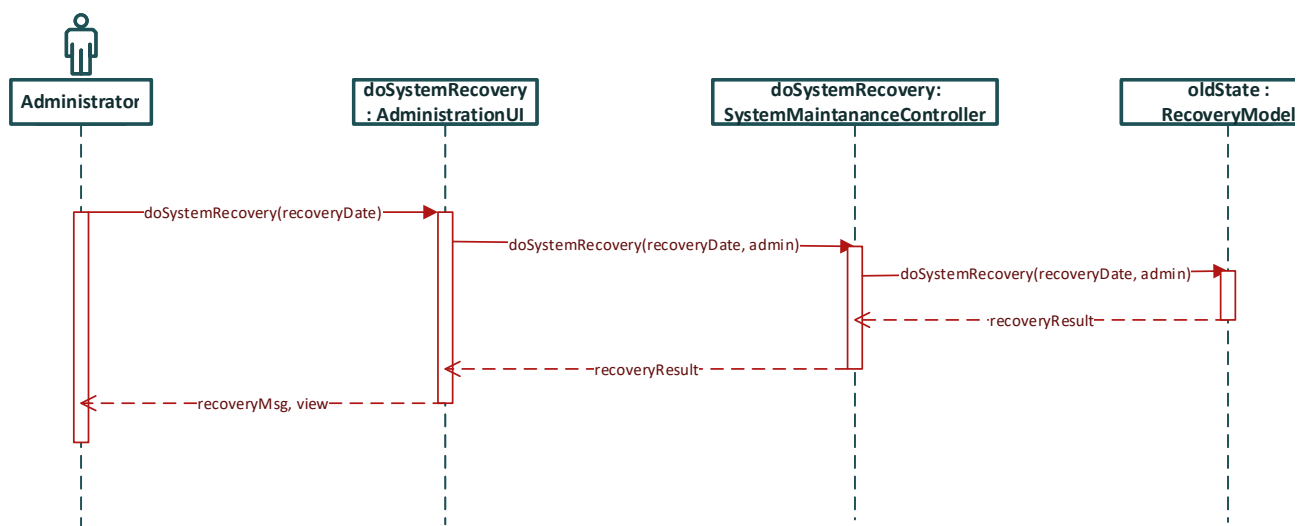 Administrator
doSystemRecovery
: AdministrationUI
doSystemRecovery:
SystemMaintananceController
oldState :
RecoveryModel
doSystemRecovery(recoveryDate)
doSystemRecovery(recoveryDate, admin)
doSystemRecovery(recoveryDate, admin)
recoveryResult
recoveryResult
recoveryMsg, view